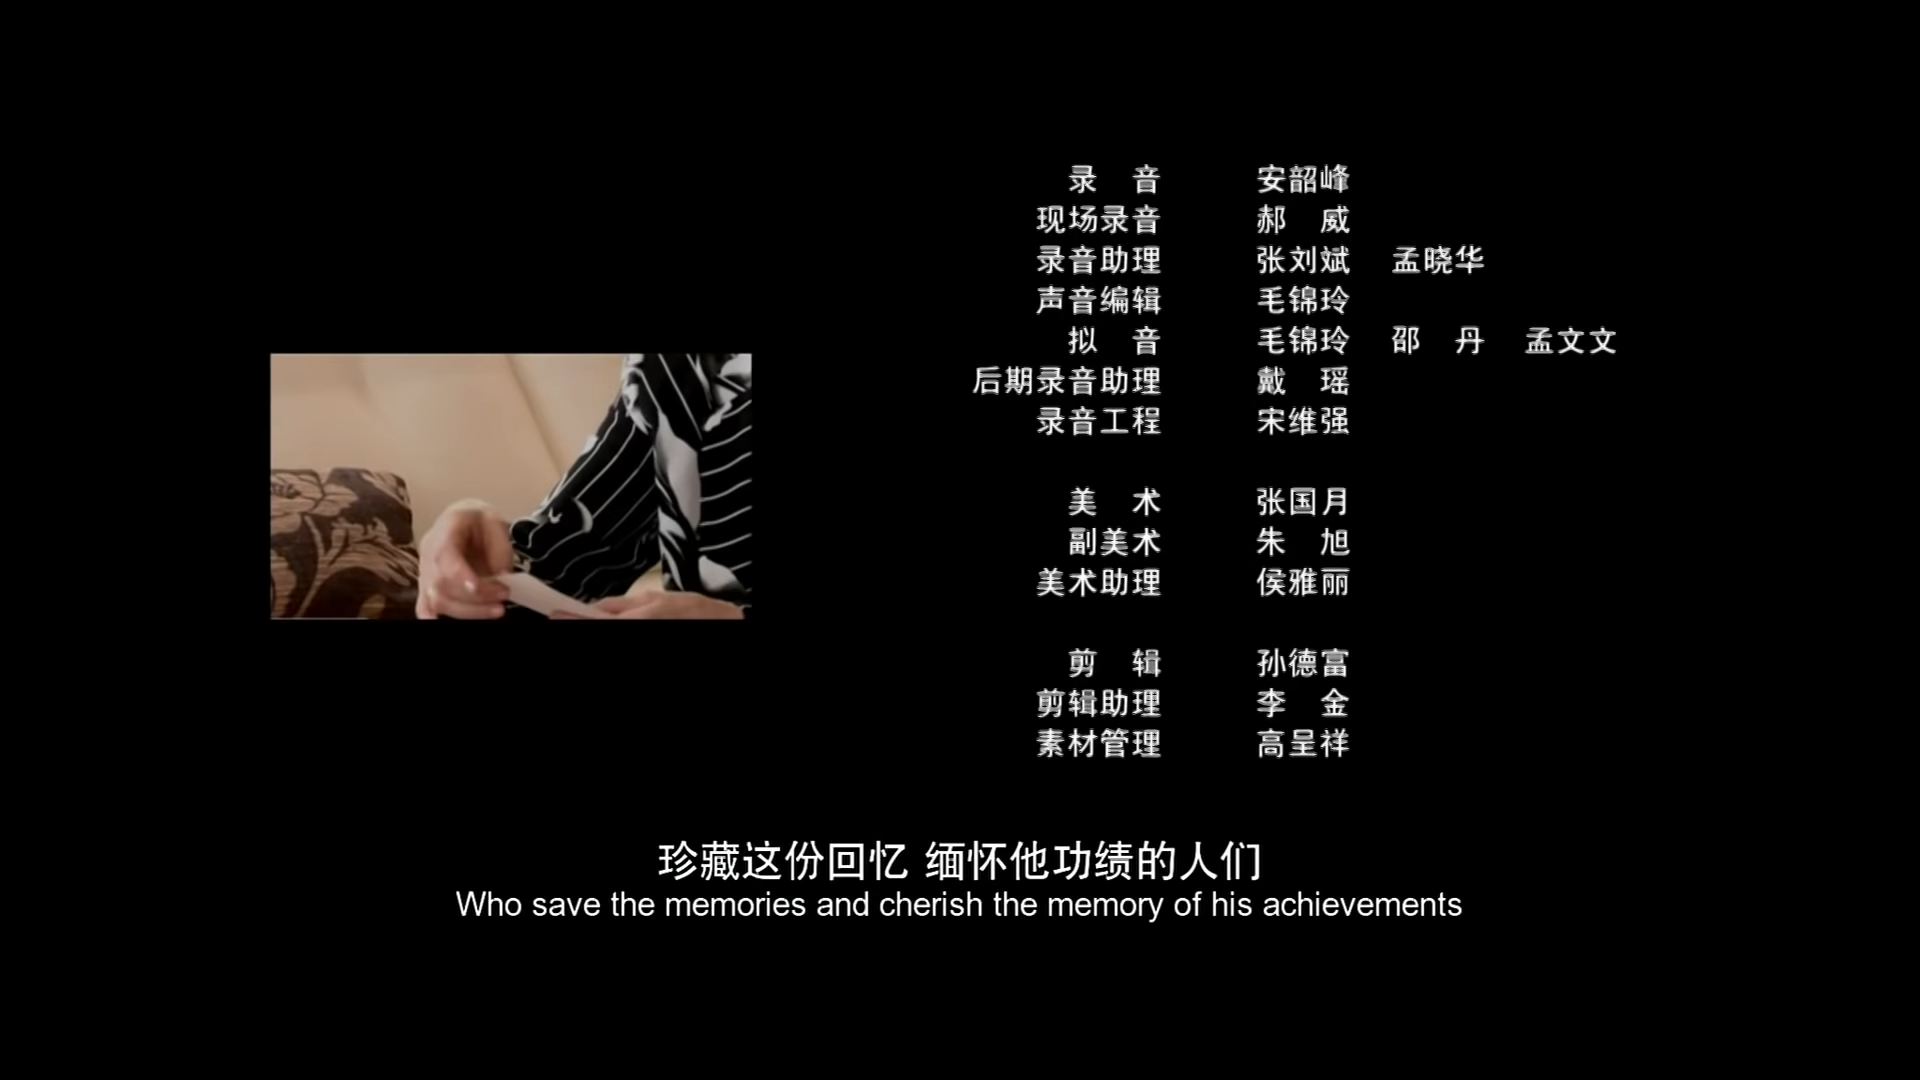 录 音 安韶峰
现场录音 郝 威
录音助理 张刘斌 孟晓华
声音编辑 毛锦玲
拟 音 毛锦玲 邵 丹 孟文文
后期录音助理 戴 瑶
录音工程 宋维强
美 术 张国月
副美术 朱 旭
美术助理 侯雅丽
剪 辑 孙德富
剪辑助理 李 金
素材管理 高呈祥
珍藏这份回忆 缅怀他功绩的人们
Who save the memories and cherish the memory of his achievements